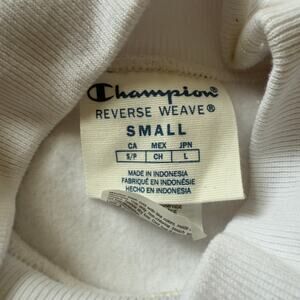 Champion
REVERSE WEAVE®
SMALL
CA MEX JPN
S/P CH L
MADE IN INDONESIA
FABRIQUÉ EN INDONÉSIE
HECHO EN INDONESIA